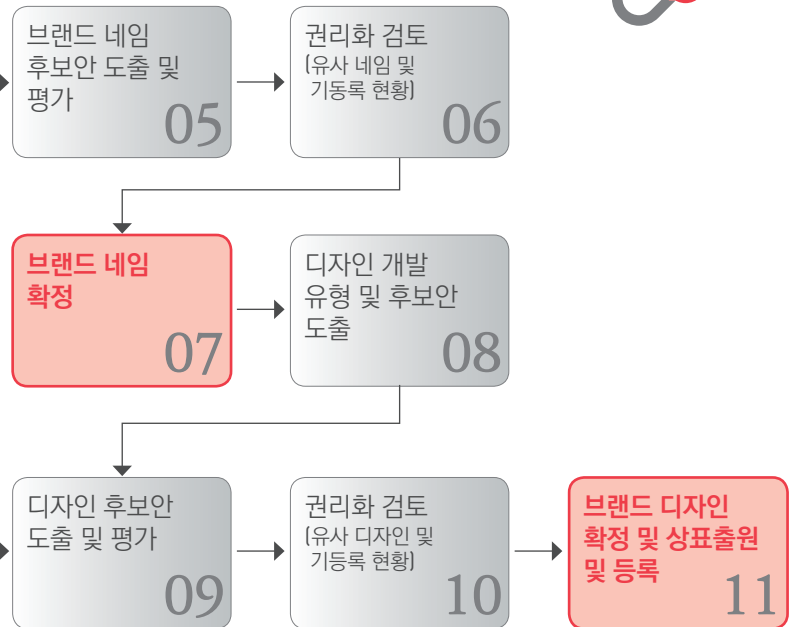 브랜드 네임
후보안 도출 및
평가
05
권리화 검토
(유사 네임 및
기동록 현황)
06
브랜드 네임
확정
07
디자인 개발
유형 및 후보안
도출
08
디자인 후보안
도출 및 평가
09
권리화 검토
(유사 디자인 및
기등록 현황)
10
브랜드 디자인
확정 및 상표출원
및 등록
11